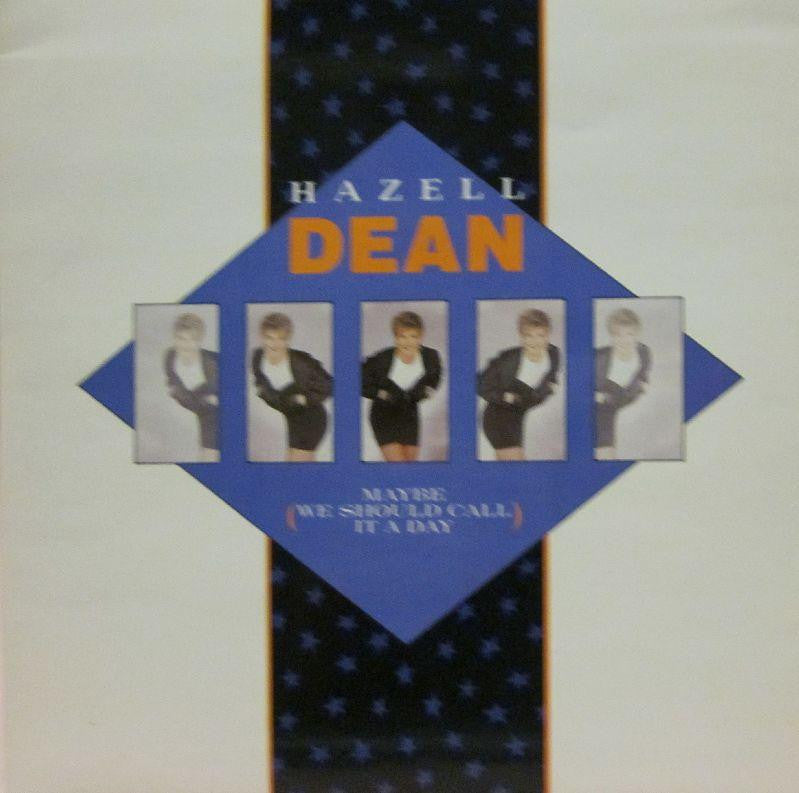 HAZELL
DEAN
MAYBE
(WE SHOULD CALL)
IT A DAY